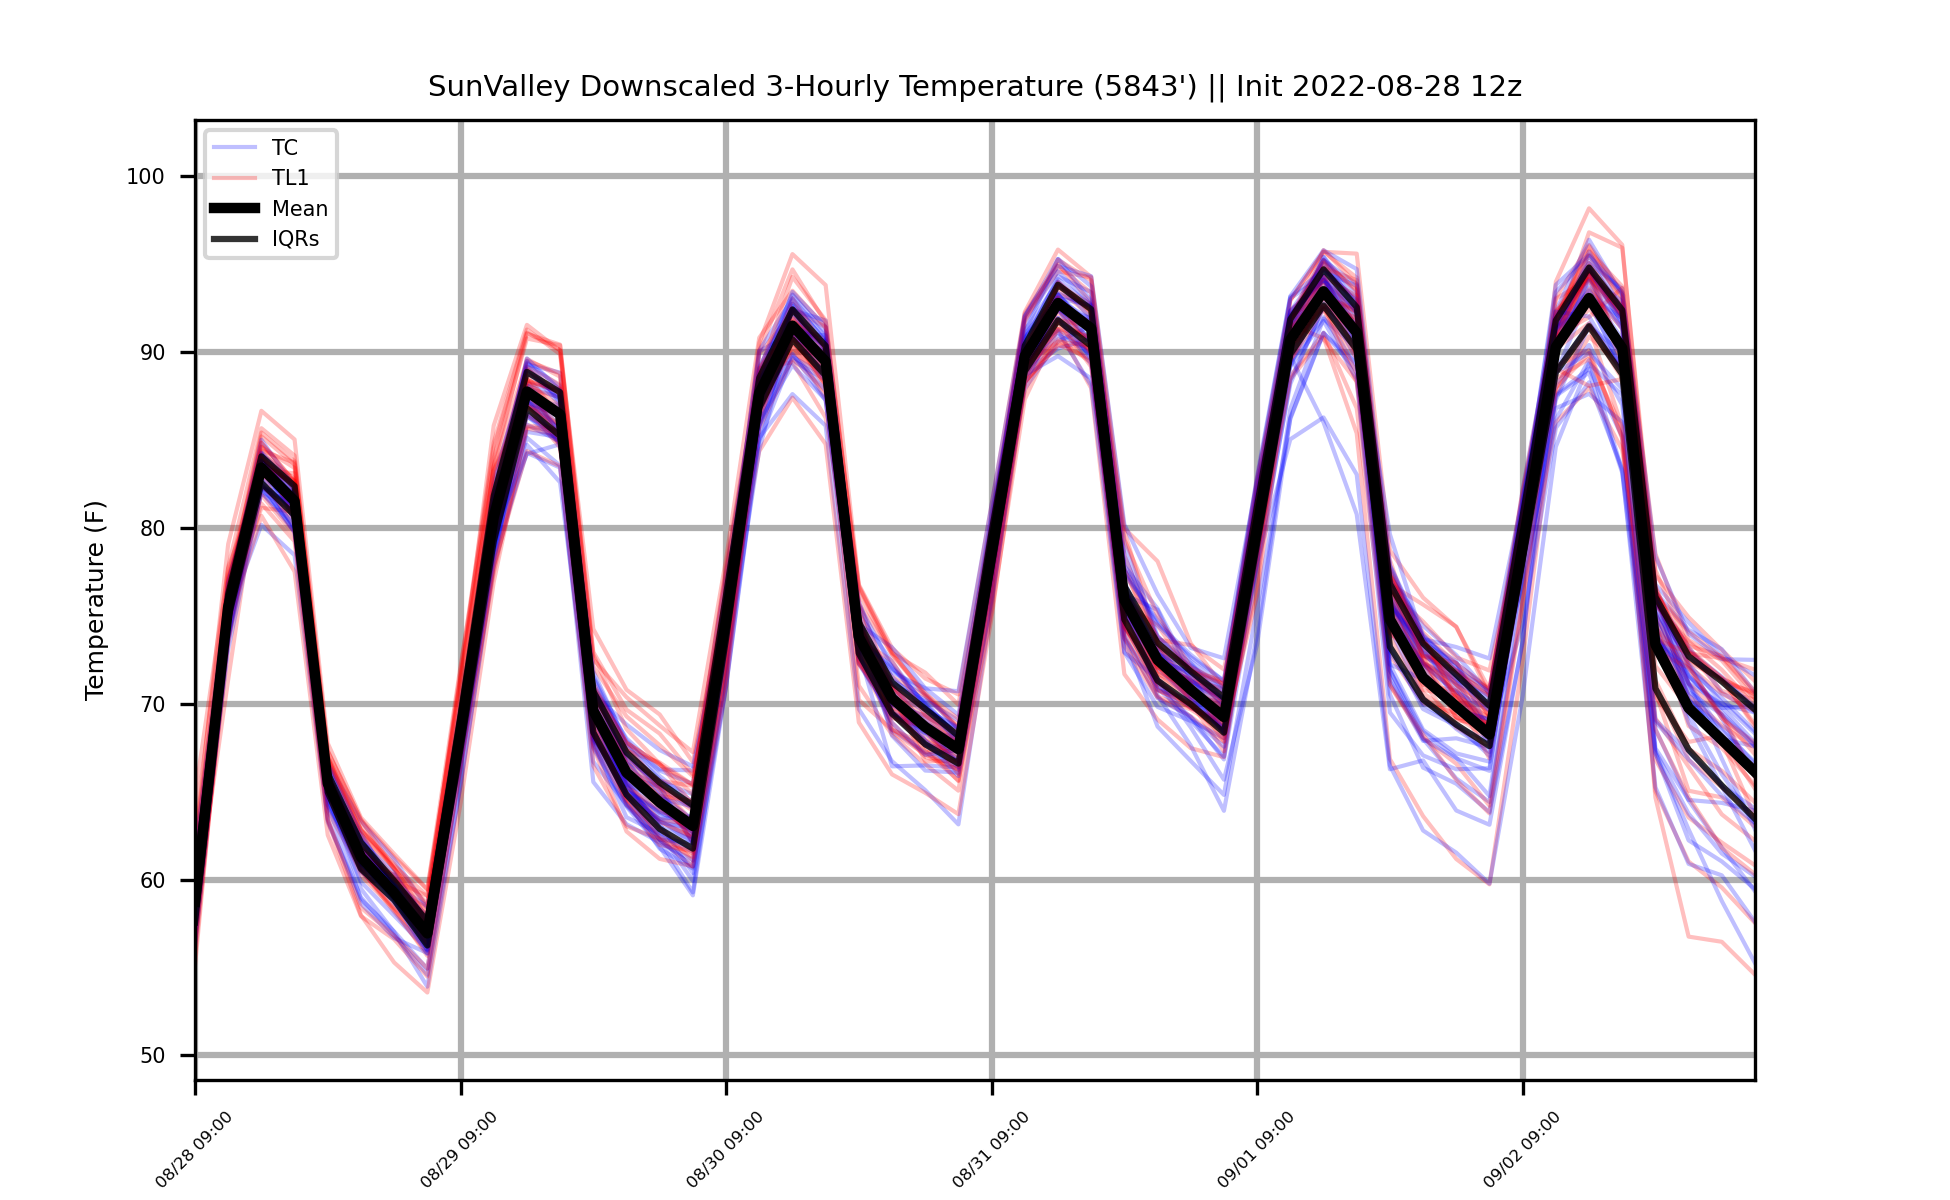 SunValley Downscaled 3-Hourly Temperature (5843') || Init 2022-08-28 12z
TC
TL1
Mean
IQRs
Temperature (F)
100
90
80
70
60
50
08/28 09:00
08/29 09:00
08/30 09:00
08/31 09:00
09/01 09:00
09/02 09:00